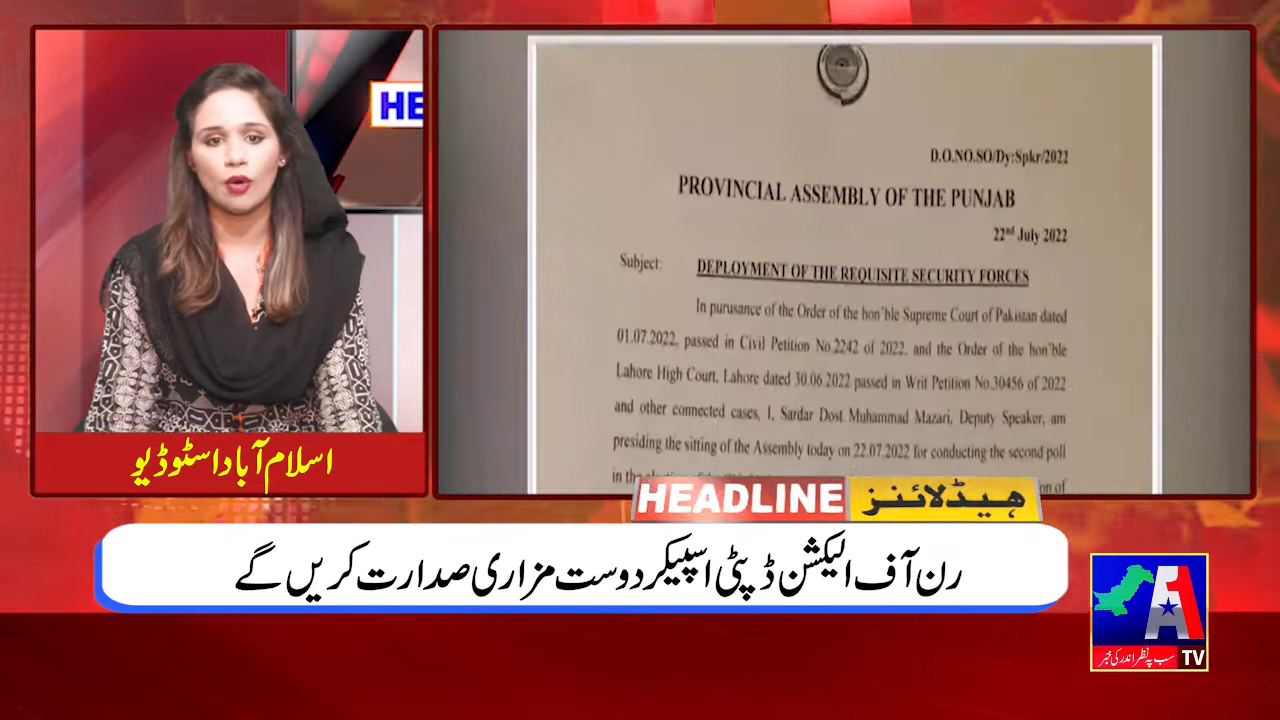 HE
اسلام آباد اسٹوڈیو
D.O.NO.SO/Dy:Spkr/2022
PROVINCIAL ASSEMBLY OF THE PUNJAB
22nd July 2022
Subject: DEPLOYMENT OF THE REQUISITE SECURITY FORCES
In purusance of the Order of the hon'ble Supreme Court of Pakistan dated
01.07.2022, passed in Civil Petition No.2242 of 2022, and the Order of the hon'ble
Lahore High Court, Lahore dated 30.06.2022 passed in Writ Petition No.30456 of 2022
and other connected cases, I, Sardar Dost Muhammad Mazari, Deputy Speaker, am
presiding the sitting of the Assembly today on 22.07.2022 for conducting the second poll
in the
HEADLINE ہیڈلائنز
رن آف الیکشن ڈپٹی اسپیکر دوست مزاری صدارت کریں گے
A
سب پہ نظر اندر کی خبر TV